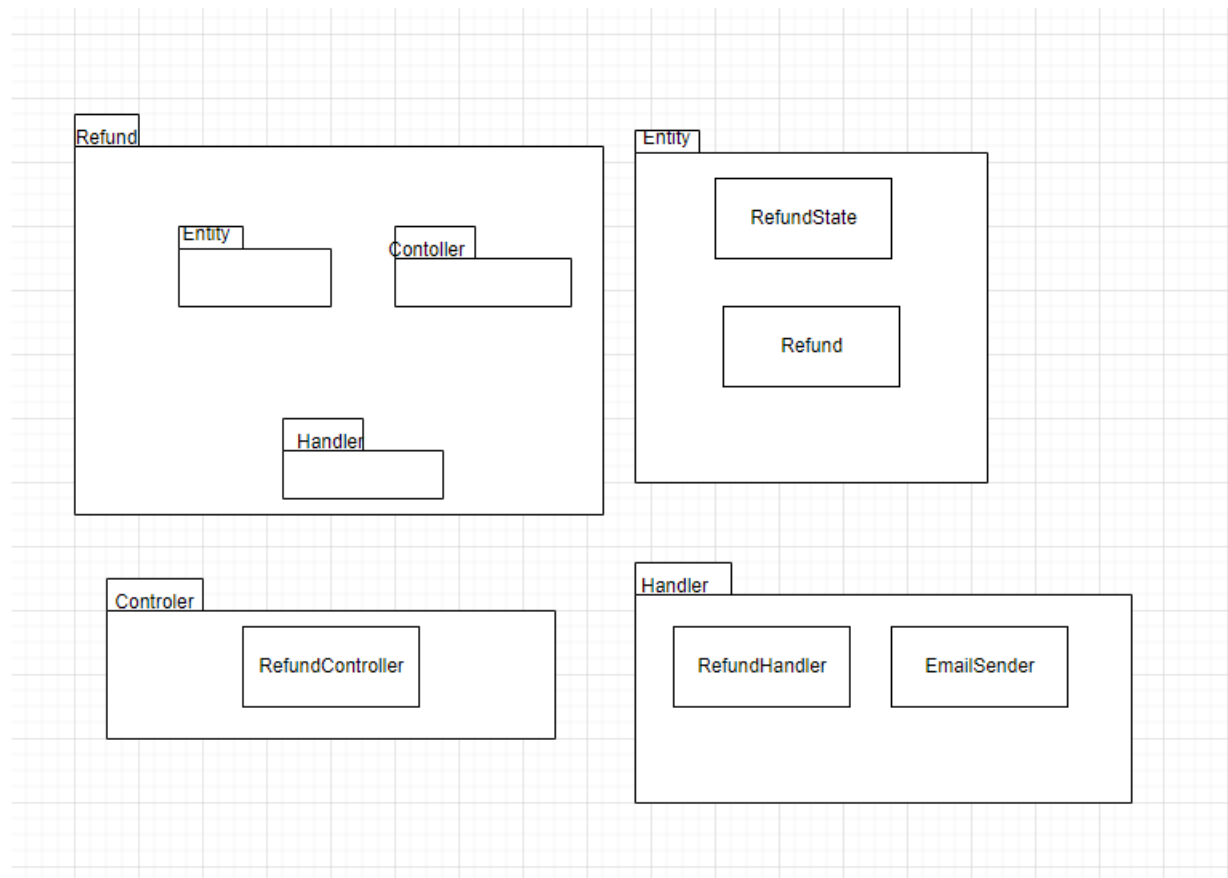 Refund
Entity
Contoller
Handler
Entity
RefundState
Refund
Controler
RefundController
Handler
RefundHandler
EmailSender